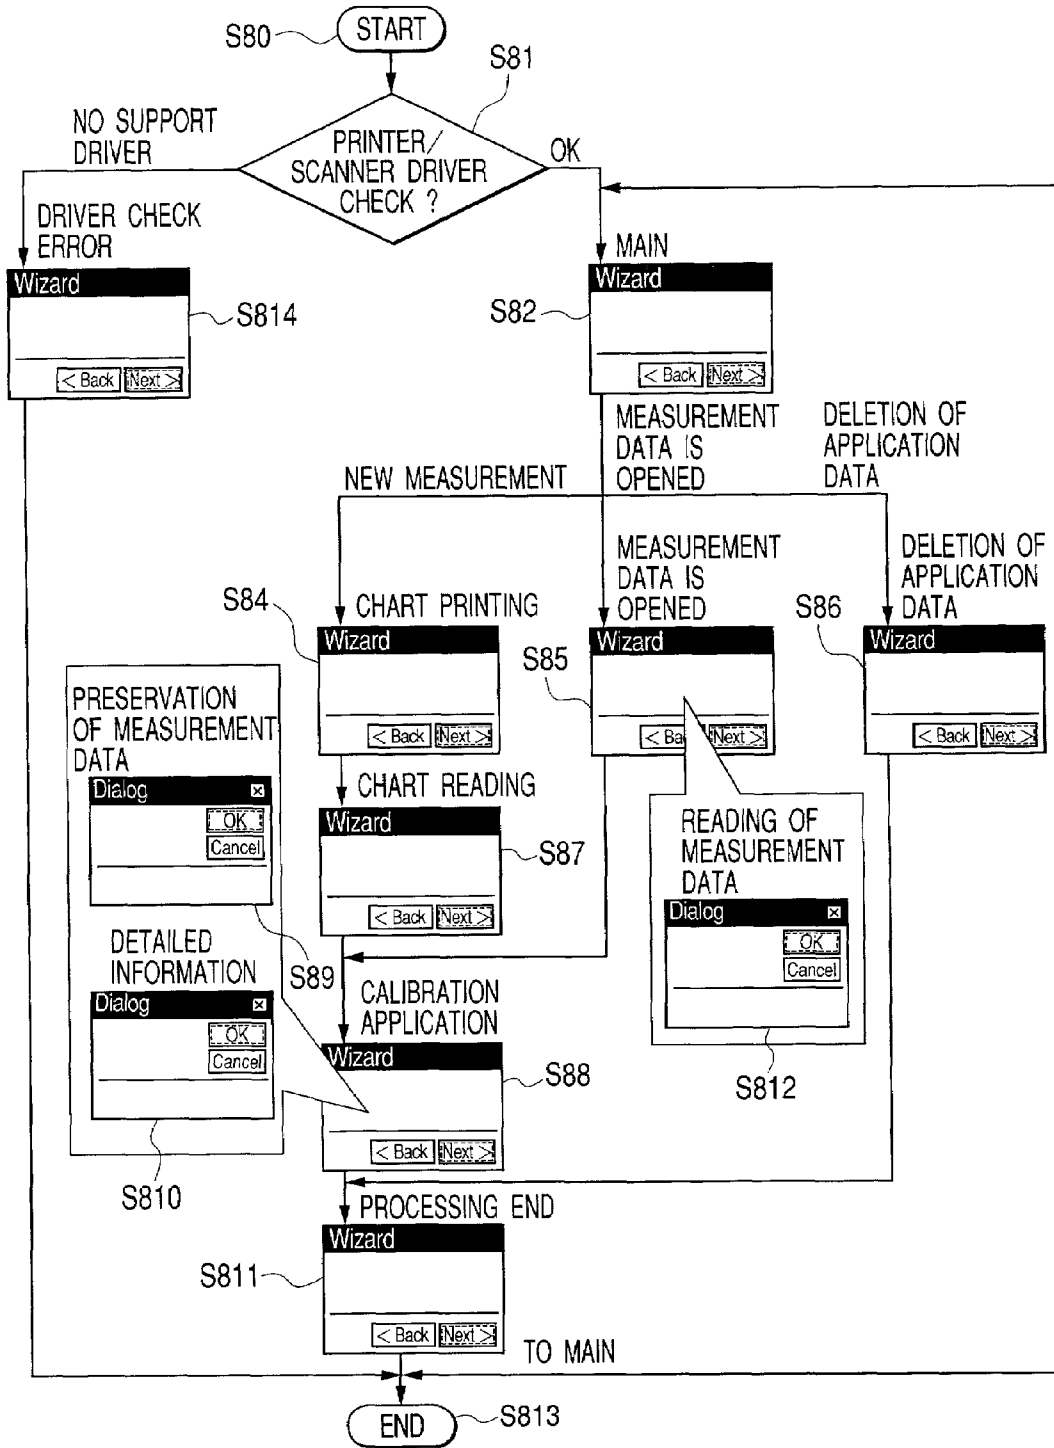 START
S80
S81
NO SUPPORT
DRIVER
PRINTER/
SCANNER DRIVER
CHECK ?
OK
DRIVER CHECK
ERROR
Wizard
< Back
Next >
S814
MAIN
Wizard
< Back
Next >
S82
MEASUREMENT
DATA IS
OPENED
DELETION OF
APPLICATION
DATA
NEW MEASUREMENT
S84
CHART PRINTING
Wizard
< Back
Next >
MEASUREMENT
DATA IS
OPENED
S85
Wizard
< Back
Next >
DELETION OF
APPLICATION
DATA
S86
Wizard
< Back
Next >
PRESERVATION
OF MEASUREMENT
DATA
Dialog
OK
Cancel
S89
DETAILED
INFORMATION
Dialog
OK
Cancel
S810
CHART READING
Wizard
< Back
Next >
S87
READING OF
MEASUREMENT
DATA
Dialog
OK
Cancel
S812
CALIBRATION
APPLICATION
Wizard
< Back
Next >
S88
PROCESSING END
Wizard
< Back
Next >
S811
TO MAIN
END
S813